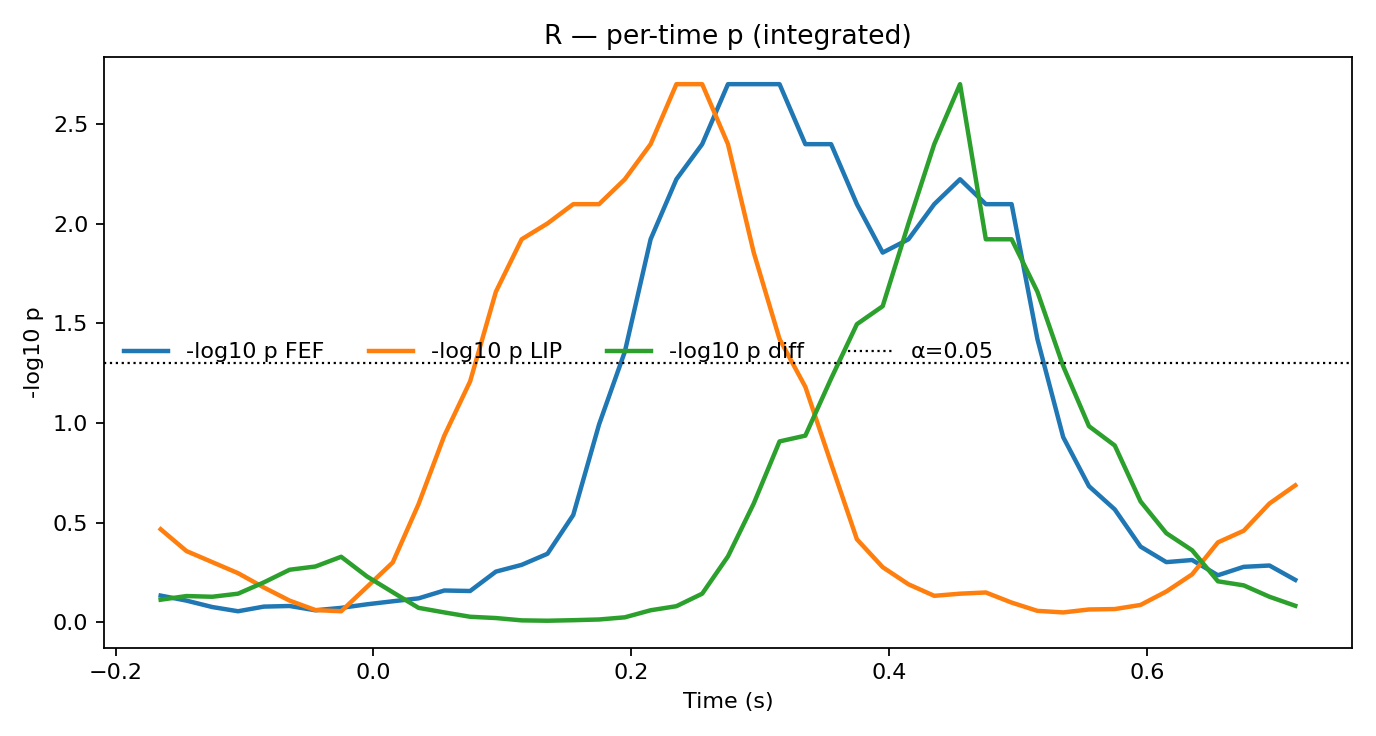 R — per-time p (integrated)
2.5
2.0
1.5
1.0
0.5
0.0
-log10 p
-log10 p FEF -log10 p LIP -log10 p diff α=0.05
−0.2 0.0 0.2 0.4 0.6
Time (s)